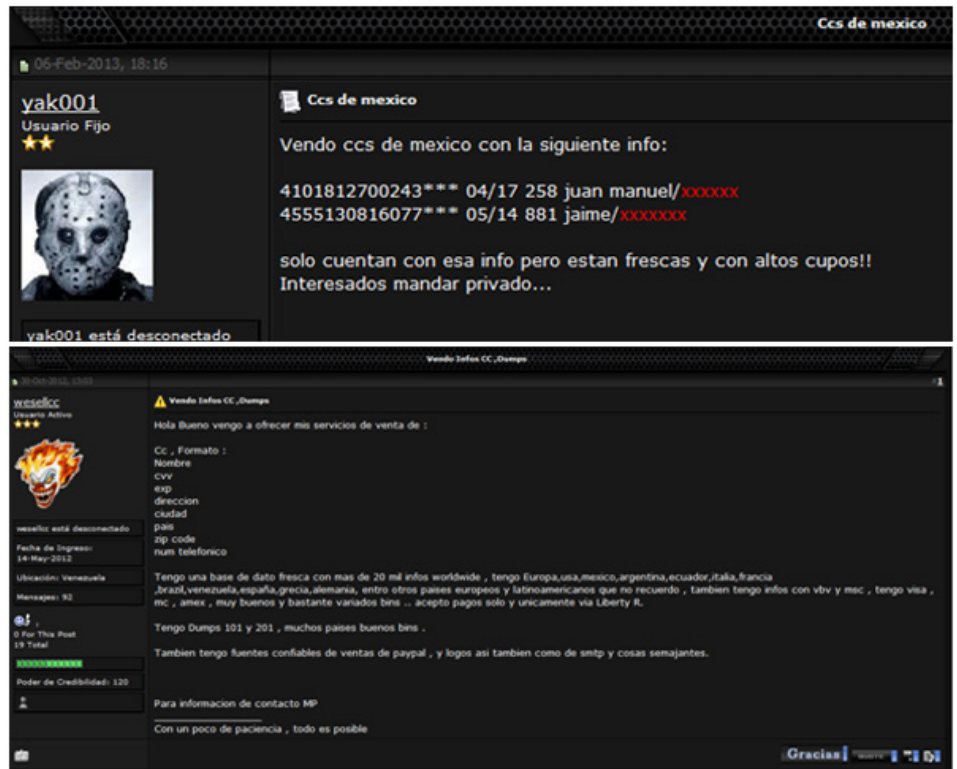 Ccs de mexico
06-Feb-2013, 18:16
yak001
Usuario Fijo
Ccs de mexico
Vendo ccs de mexico con la siguiente info:
4101812700243*** 04/17 258 juan manuel/xxxxxx
4555130816077*** 05/14 881 jaime/xxxxxxx
solo cuentan con esa info pero estan frescas y con altos cupos!!
Interesados mandar privado...
yak001 está desconectado
Vendo Infos CC ,Dumps
#1
wesellcc
Usuario Activo
Vendo Infos CC ,Dumps
Hola Bueno vengo a ofrecer mis servicios de venta de :
Cc , Formato :
Nombre
cvv
exp
direccion
ciudad
pais
zip code
num telefonico
Tengo una base de dato fresca con mas de 20 mil infos worldwide , tengo Europa,usa,mexico,argentina,ecuador,italia,francia
,brazil,venezuela,españa,grecia,alemania, entro otros paises europeos y latinoamericanos que no recuerdo , tambien tengo infos con vbv y msc , tengo visa ,
mc , amex , muy buenos y bastante variados bins .. acepto pagos solo y unicamente via Liberty R.
Tengo Dumps 101 y 201 , muchos paises buenos bins .
Tambien tengo fuentes confiables de ventas de paypal , y logos asi tambien como de smtp y cosas semajantes.
Para informacion de contacto MP
Con un poco de paciencia , todo es posible
wesellcc está desconectado
Fecha de Ingreso:
14-May-2012
Ubicación: Venezuela
Mensajes: 92
0 For This Post
19 Total
Poder de Credibilidad: 120
Gracias